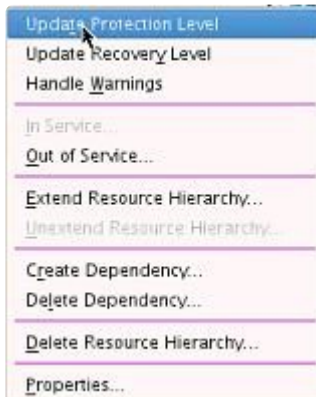 Update Protection Level
Update Recovery Level
Handle Warnings
In Service...
Out of Service...
Extend Resource Hierarchy...
Unextend Resource Hierarchy...
Create Dependency...
Delete Dependency...
Delete Resource Hierarchy...
Properties...